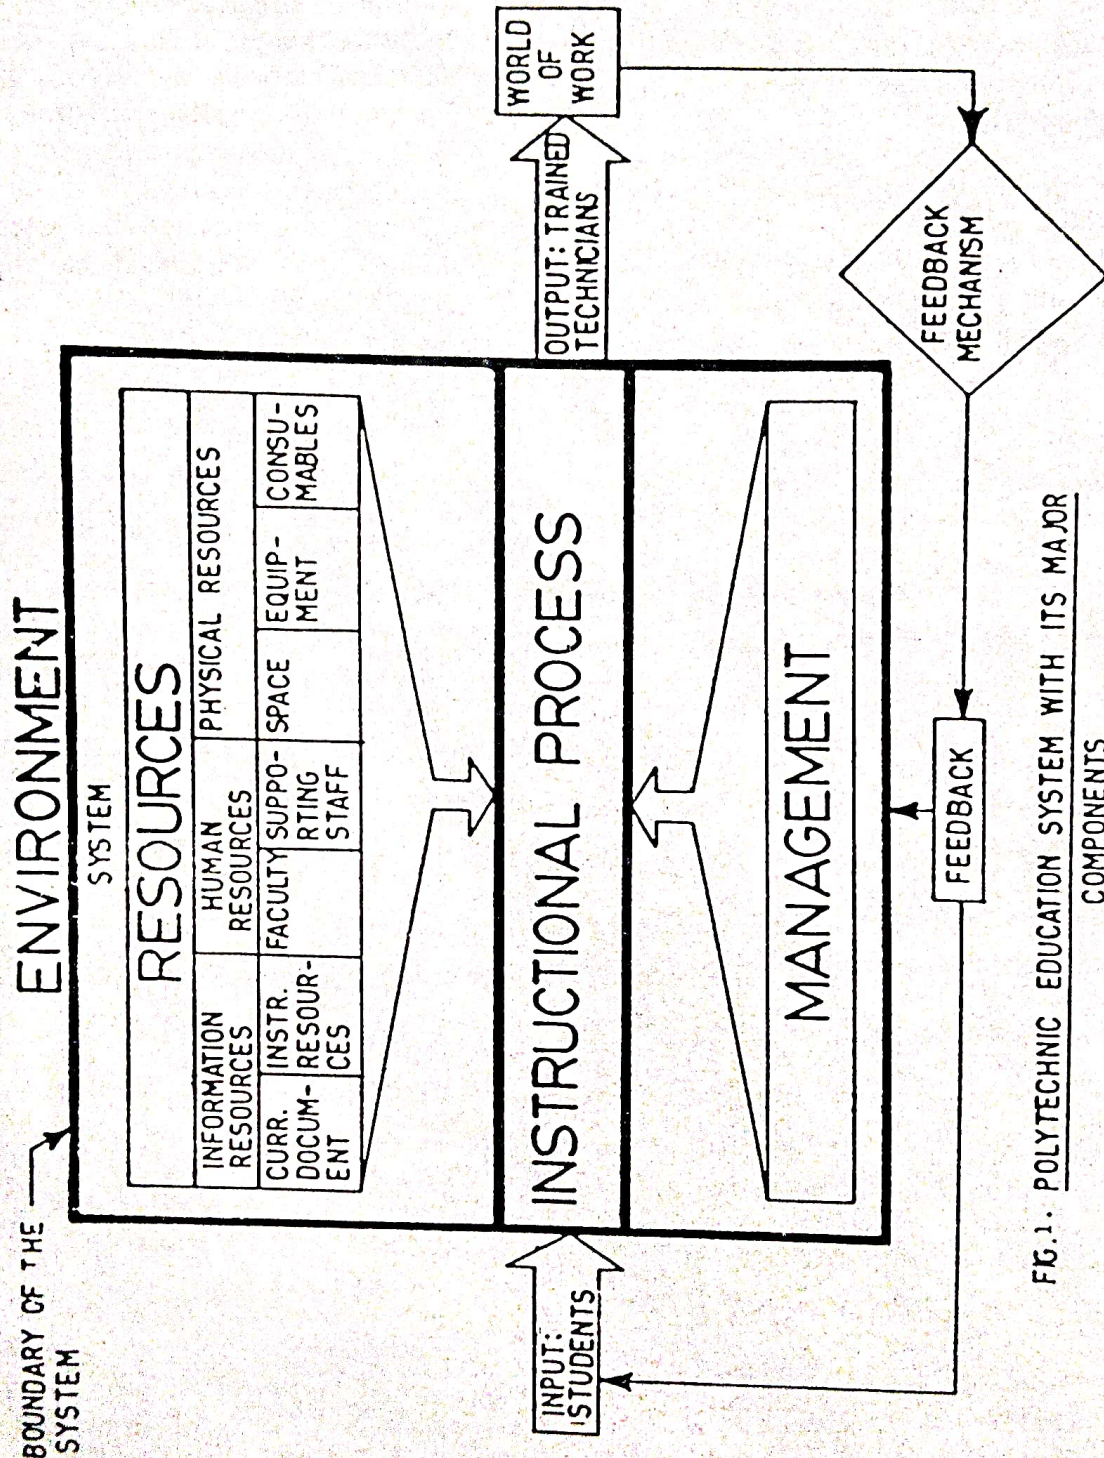 ENVIRONMENT
BOUNDARY OF THE
SYSTEM
SYSTEM
RESOURCES
INFORMATION
RESOURCES
HUMAN
RESOURCES
PHYSICAL RESOURCES
CURR.
DOCUM-
ENT
INSTR.
RESOUR-
CES
FACULTY
SUPPO-
RTING
STAFF
SPACE
EQUIP-
MENT
CONSU-
MABLES
INPUT:
STUDENTS
INSTRUCTIONAL PROCESS
OUTPUT: TRAINED
TECHNICIANS
WORLD
OF
WORK
MANAGEMENT
FEEDBACK
MECHANISM
FEEDBACK
FIG.1. POLYTECHNIC EDUCATION SYSTEM WITH ITS MAJOR
COMPONENTS